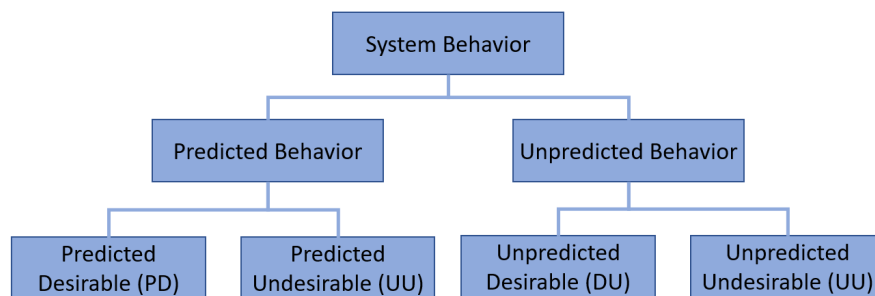 System Behavior
Predicted Behavior
Unpredicted Behavior
Predicted
Desirable (PD)
Predicted
Undesirable (UU)
Unpredicted
Desirable (DU)
Unpredicted
Undesirable (UU)